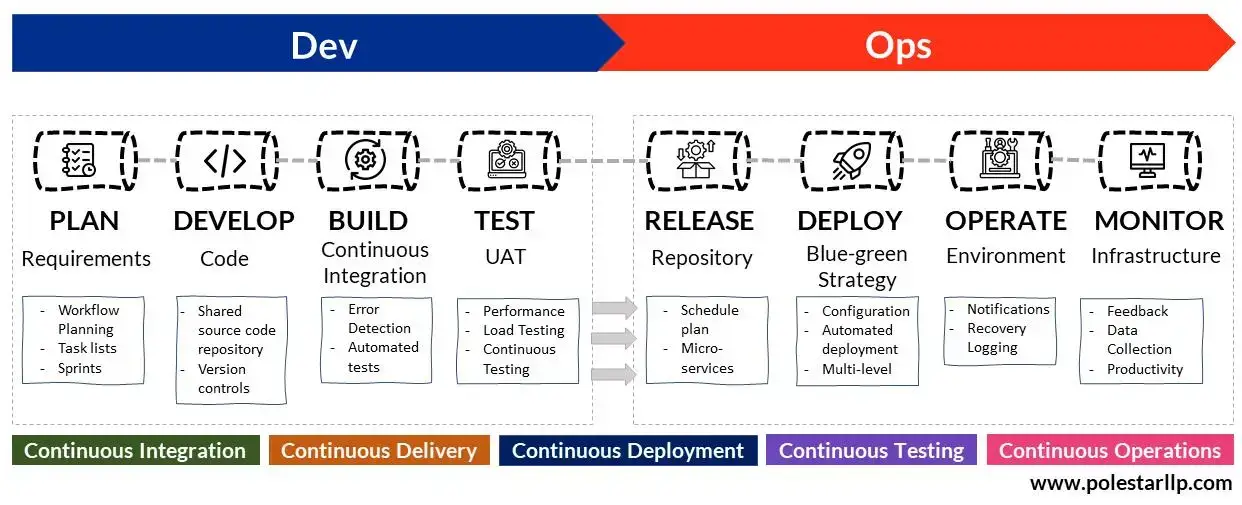 Dev
Ops
PLAN
Requirements
- Workflow
Planning
- Task lists
- Sprints
DEVELOP
Code
- Shared
source code
repository
- Version
controls
BUILD
Continuous
Integration
- Error
Detection
- Automated
tests
TEST
UAT
- Performance
- Load Testing
- Continuous
Testing
RELEASE
Repository
- Schedule
plan
- Micro-
services
DEPLOY
Blue-green
Strategy
- Configuration
- Automated
deployment
- Multi-level
OPERATE
Environment
- Notifications
- Recovery
Logging
MONITOR
Infrastructure
- Feedback
- Data
Collection
- Productivity
Continuous Integration
Continuous Delivery
Continuous Deployment
Continuous Testing
Continuous Operations
www.polestarllp.com